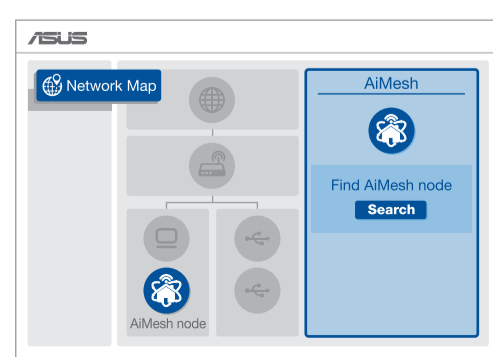 ASUS
Network Map
AiMesh
Find AiMesh node
Search
AiMesh node